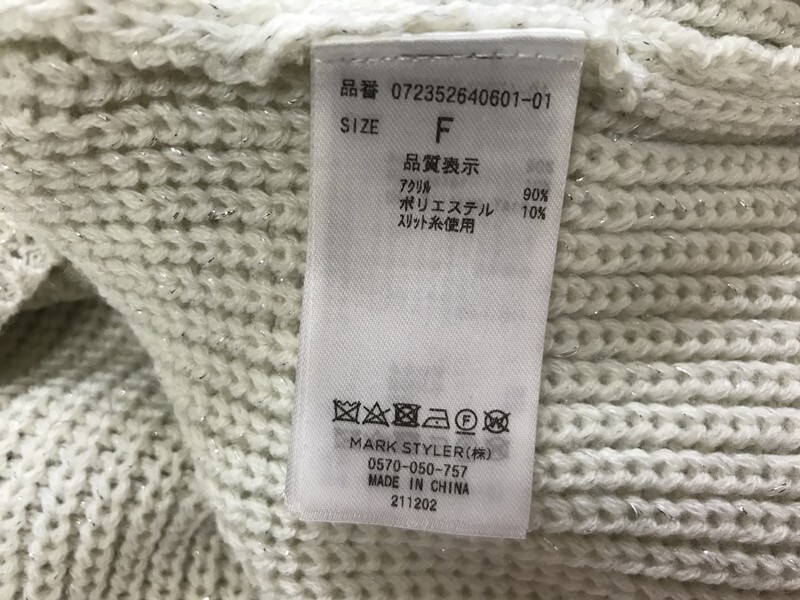 品番 072352640601-01
SIZE F
品質表示
アクリル 90%
ポリエステル 10%
スリット糸使用
F W
MARK STYLER(株)
0570-050-757
MADE IN CHINA
211202